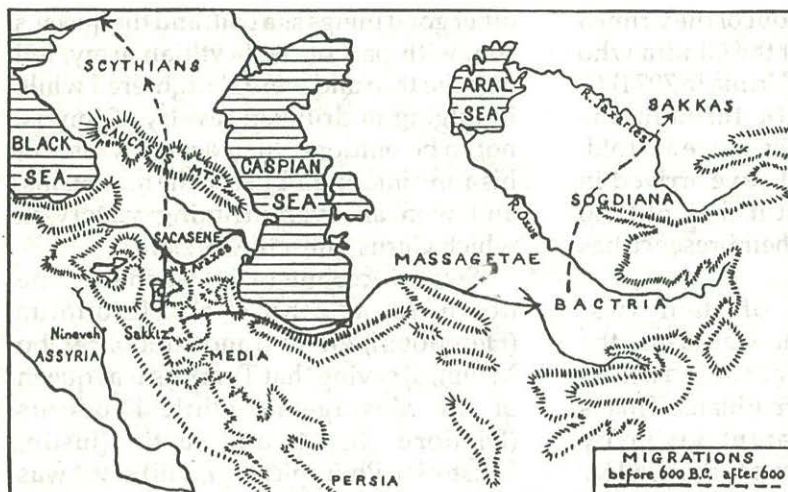 SCYTHIANS
BLACK
SEA
CAUCASUS MTS
CASPIAN
SEA
ARAL
SEA
R. Jaxartes
SAKKAS
SOGDIANA
R. Oxus
SACASENE
R. Araxes
MASSAGETAE
BACTRIA
Nineveh
ASSYRIA
Sakkiz
MEDIA
PERSIA
MIGRATIONS
before 600 B.C. after 600